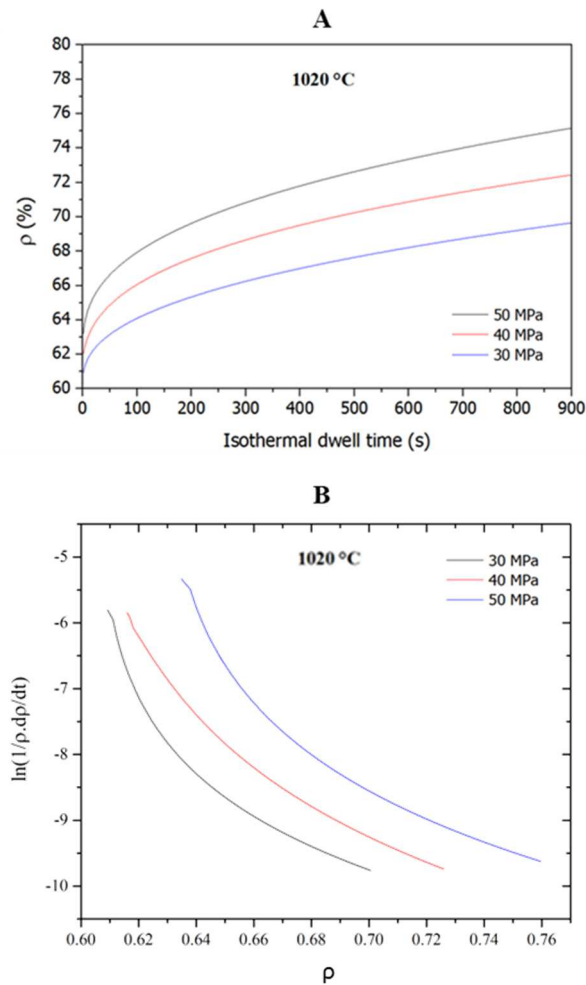 A
80
78
76
74
72
70
68
66
64
62
60
ρ (%)
1020 °C
50 MPa
40 MPa
30 MPa
0 100 200 300 400 500 600 700 800 900
Isothermal dwell time (s)
B
-5
-6
-7
-8
-9
-10
ln(1/ρ.dρ/dt)
1020 °C
30 MPa
40 MPa
50 MPa
0.60 0.62 0.64 0.66 0.68 0.70 0.72 0.74 0.76
ρ